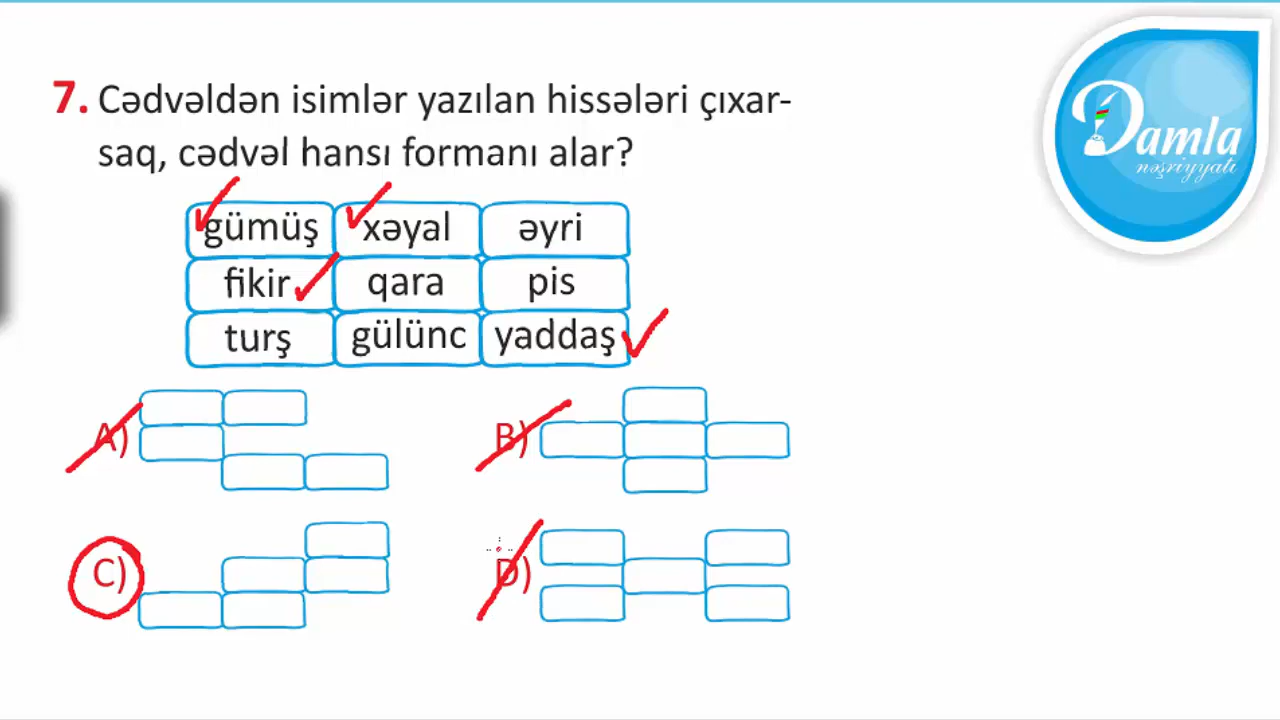 7. Cədvəldən isimlər yazılan hissələri çıxar-
saq, cədvəl hansı formanı alar?
gümüş xəyal əyri
fikir qara pis
turş gülünc yaddaş
A) B)
C) D)
Damla
nəşriyyatı